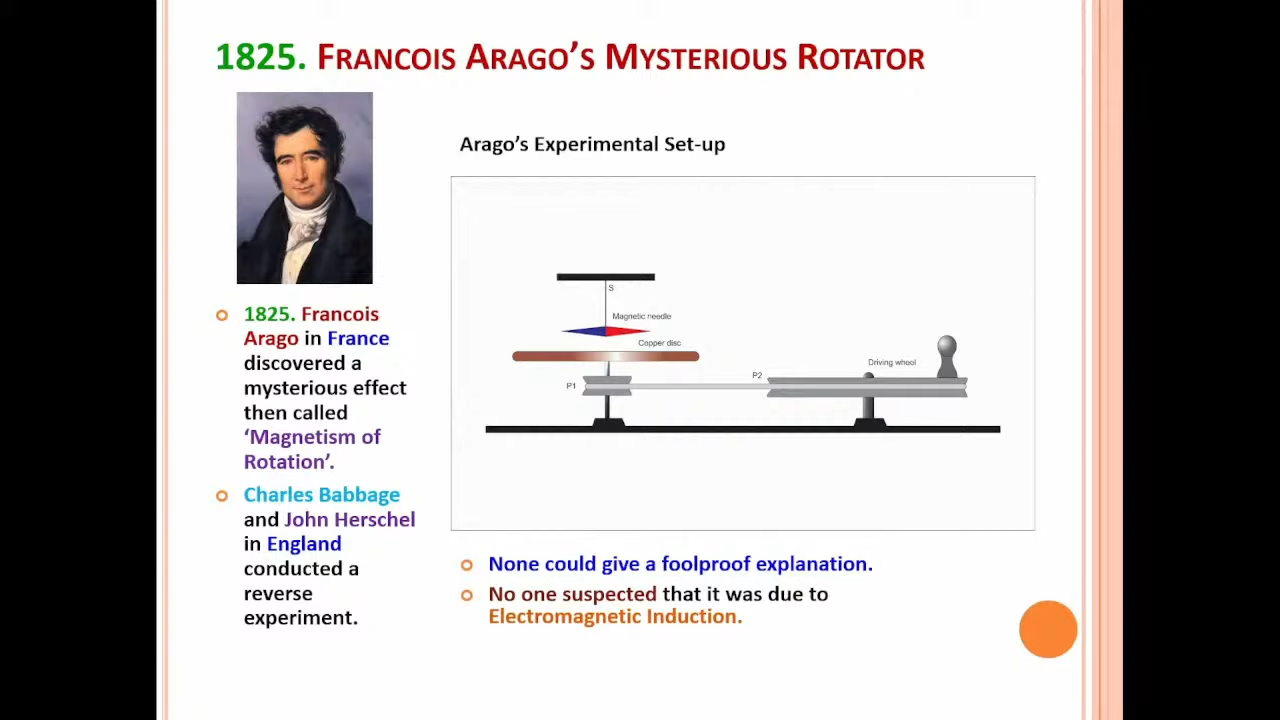 1825. FRANCOIS ARAGO'S MYSTERIOUS ROTATOR
Arago's Experimental Set-up
S
Magnetic needle
Copper disc
P1
P2
Driving wheel
1825. Francois
Arago in France
discovered a
mysterious effect
then called
‘Magnetism of
Rotation’.
Charles Babbage
and John Herschel
in England
conducted a
reverse
experiment.
None could give a foolproof explanation.
No one suspected that it was due to
Electromagnetic Induction.